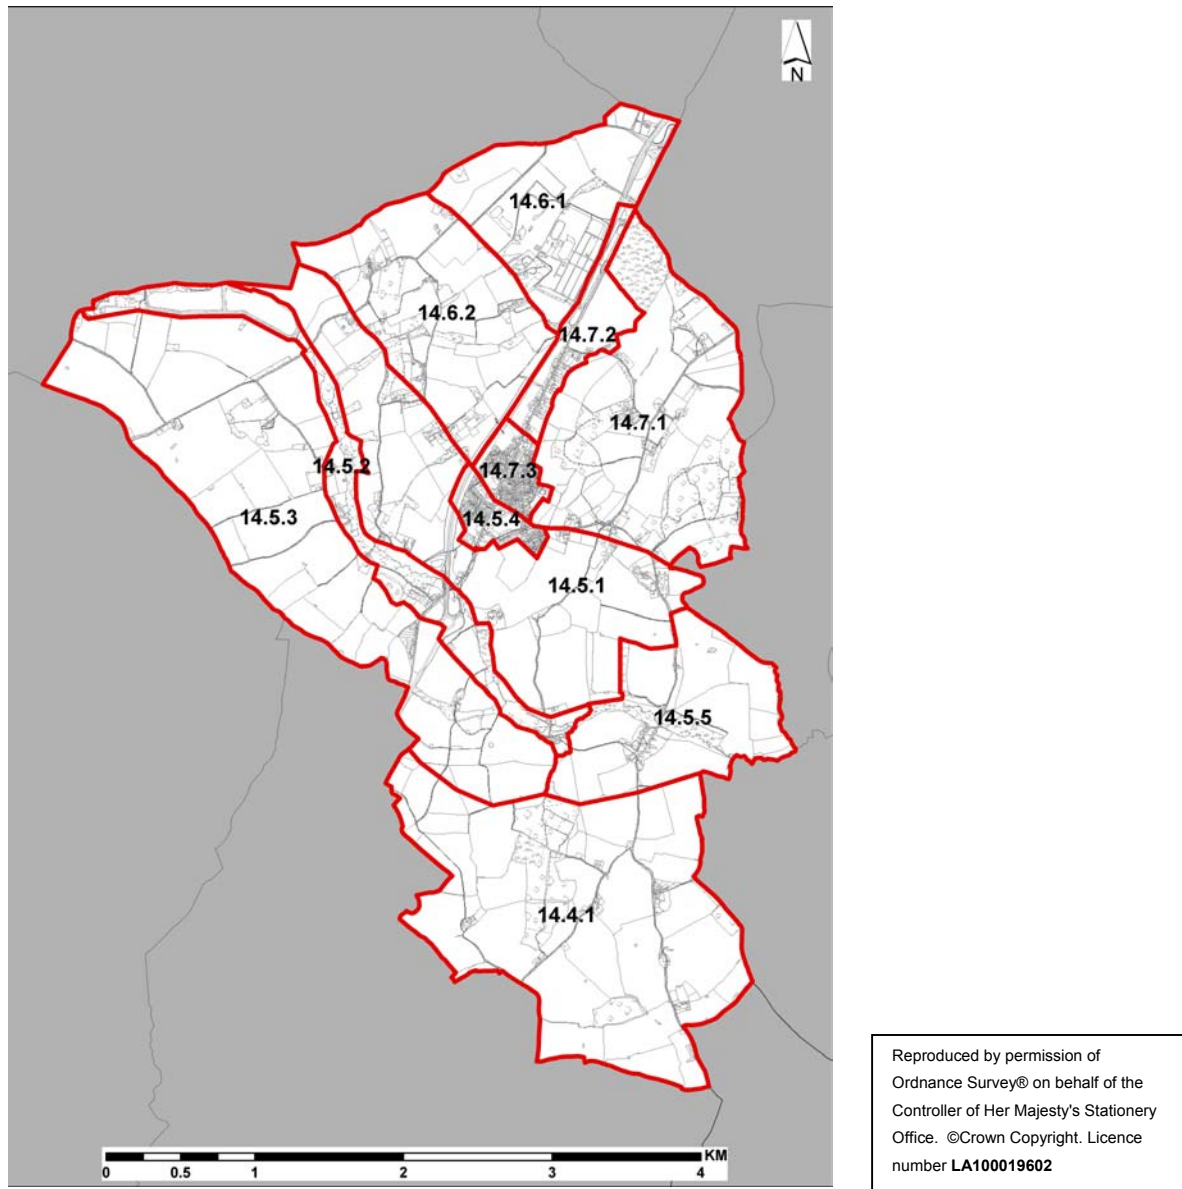 N
14.6.1
14.6.2
14.7.2
14.7.1
14.5.2
14.7.3
14.5.3
14.5.4
14.5.1
14.5.5
14.4.1
KM
0 0.5 1 2 3 4
Reproduced by permission of
Ordnance Survey® on behalf of the
Controller of Her Majesty's Stationery
Office. ©Crown Copyright. Licence
number LA100019602